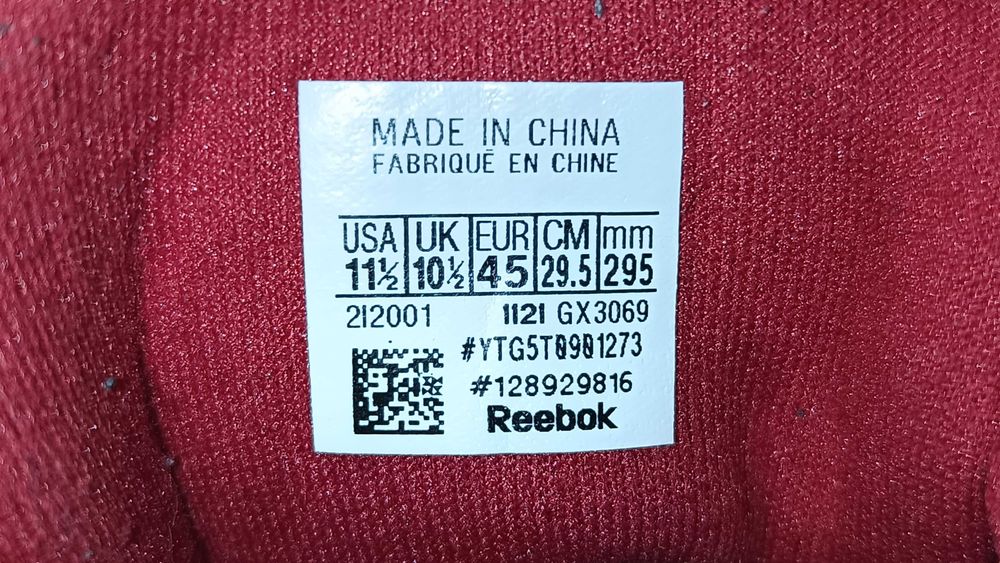 MADE IN CHINA
FABRIQUÉ EN CHINE
USA UK EUR CM mm
11½ 10½ 45 29.5 295
2I2001 1121 GX3069
#YTG5T0901273
#128929816
Reebok